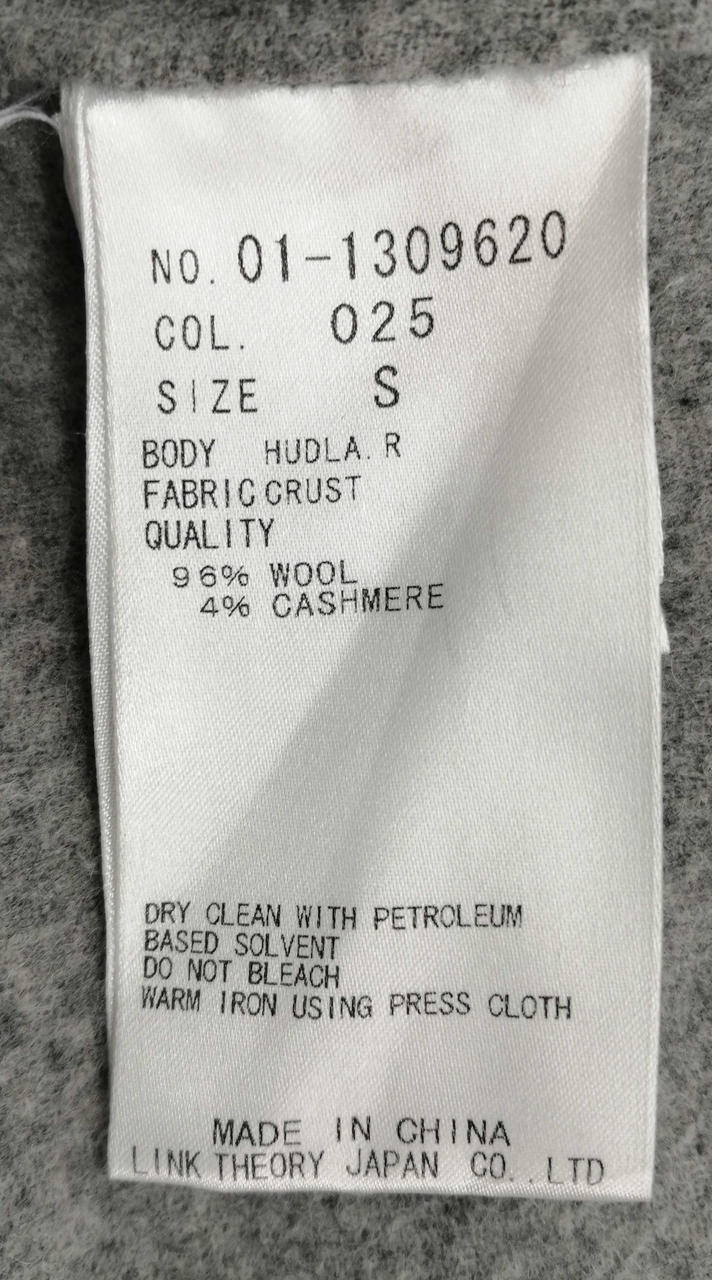 NO. 01-1309620
COL. 025
SIZE S
BODY HUDLA. R
FABRIC CRUST
QUALITY
96% WOOL
4% CASHMERE
DRY CLEAN WITH PETROLEUM
BASED SOLVENT
DO NOT BLEACH
WARM IRON USING PRESS CLOTH
MADE IN CHINA
LINK THEORY JAPAN CO.,LTD